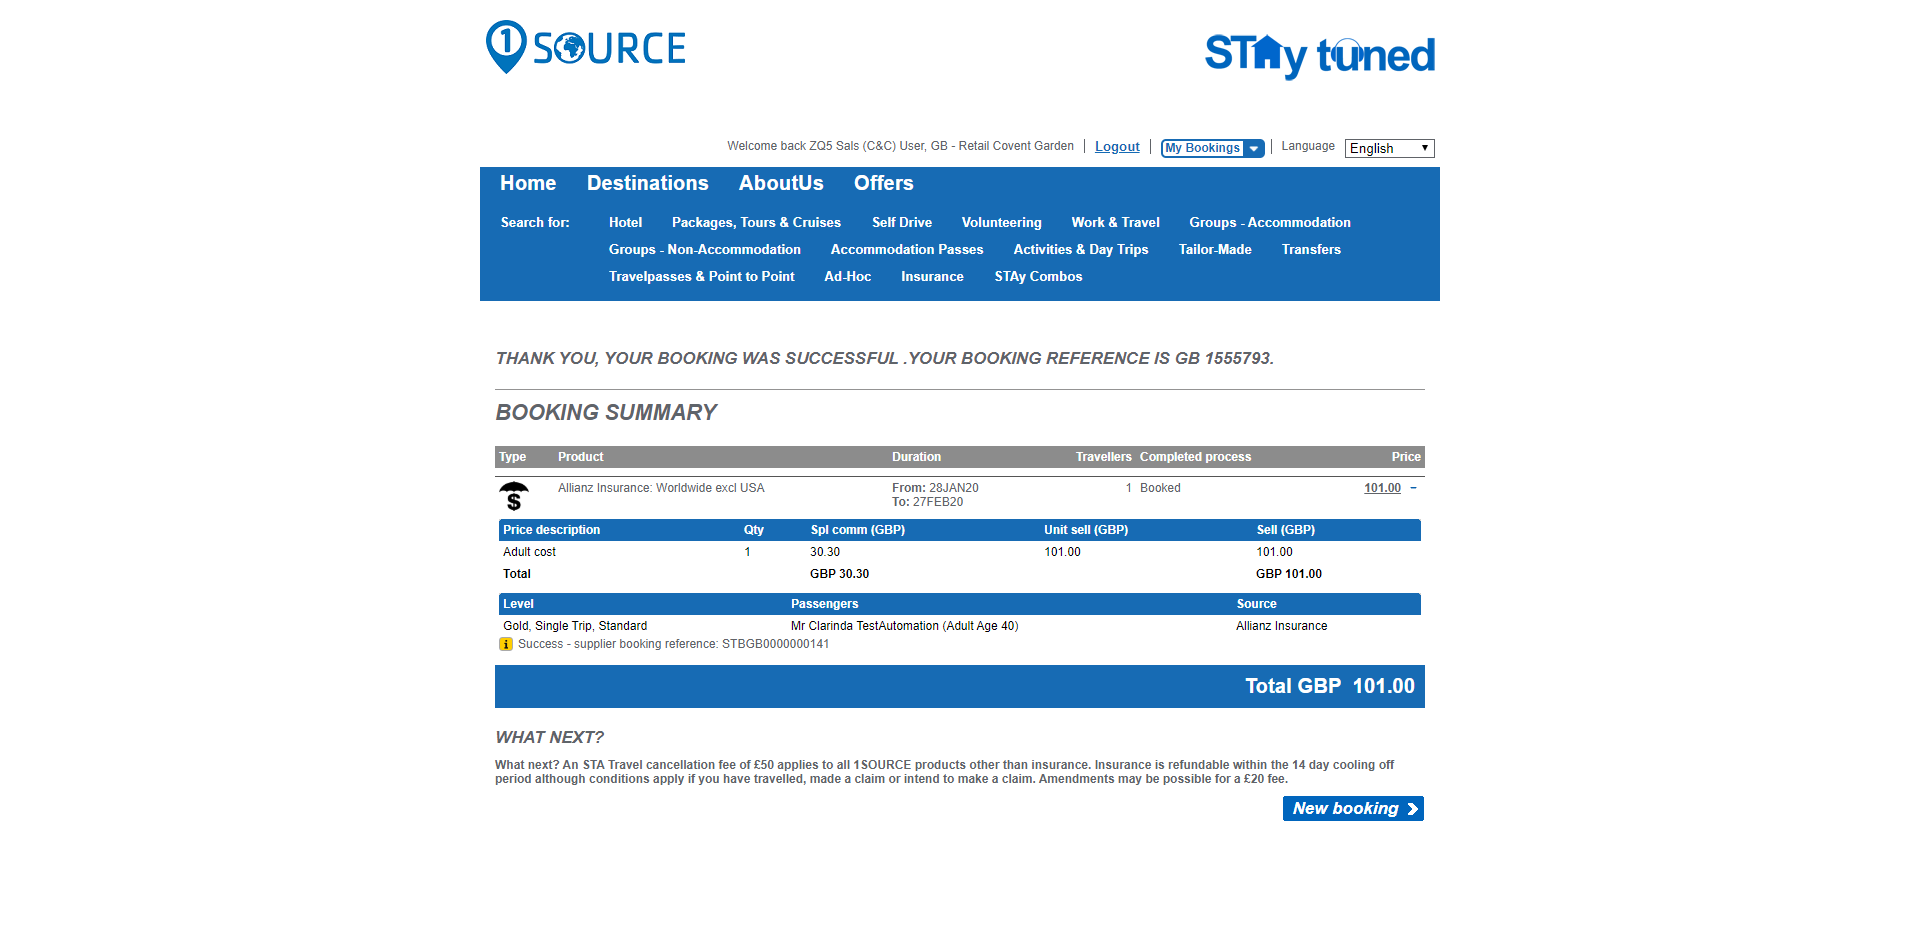 1 SOURCE
STAy tuned
Welcome back ZQ5 Sals (C&C) User, GB - Retail Covent Garden Logout My Bookings Language English
Home Destinations AboutUs Offers
Search for: Hotel Packages, Tours & Cruises Self Drive Volunteering Work & Travel Groups - Accommodation
Groups - Non-Accommodation Accommodation Passes Activities & Day Trips Tailor-Made Transfers
Travelpasses & Point to Point Ad-Hoc Insurance STAy Combos
THANK YOU, YOUR BOOKING WAS SUCCESSFUL .YOUR BOOKING REFERENCE IS GB 1555793.
BOOKING SUMMARY
Type Product Duration Travellers Completed process Price
$ Allianz Insurance: Worldwide excl USA From: 28JAN20 1 Booked 101.00 −
To: 27FEB20
Price description Qty Spl comm (GBP) Unit sell (GBP) Sell (GBP)
Adult cost 1 30.30 101.00 101.00
Total GBP 30.30 GBP 101.00
Level Passengers Source
Gold, Single Trip, Standard Mr Clarinda TestAutomation (Adult Age 40) Allianz Insurance
i Success - supplier booking reference: STBGB0000000141
Total GBP 101.00
WHAT NEXT?
What next? An STA Travel cancellation fee of £50 applies to all 1SOURCE products other than insurance. Insurance is refundable within the 14 day cooling off
period although conditions apply if you have travelled, made a claim or intend to make a claim. Amendments may be possible for a £20 fee.
New booking